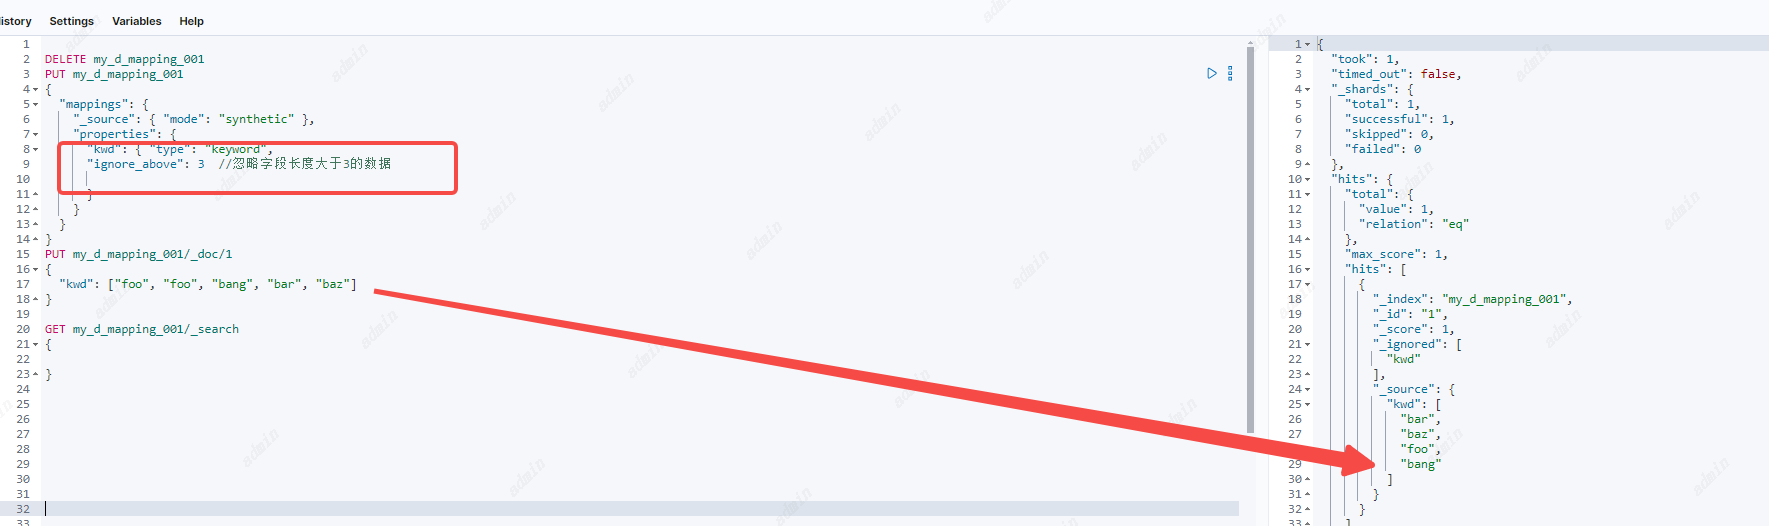 History Settings Variables Help
1
2 DELETE my_d_mapping_001
3 PUT my_d_mapping_001
4 {
5 "mappings": {
6 "_source": { "mode": "synthetic" },
7 "properties": {
8 "kwd": { "type": "keyword",
9 "ignore_above": 3 //忽略字段长度大于3的数据
10
11 }
12 }
13 }
14 }
15 PUT my_d_mapping_001/_doc/1
16 {
17 "kwd": ["foo", "foo", "bang", "bar", "baz"]
18 }
19
20 GET my_d_mapping_001/_search
21 {
22
23 }
24
25
26
27
28
29
30
31
32
33
1 {
2 "took": 1,
3 "timed_out": false,
4 "_shards": {
5 "total": 1,
6 "successful": 1,
7 "skipped": 0,
8 "failed": 0
9 },
10 "hits": {
11 "total": {
12 "value": 1,
13 "relation": "eq"
14 },
15 "max_score": 1,
16 "hits": [
17 {
18 "_index": "my_d_mapping_001",
19 "_id": "1",
20 "_score": 1,
21 "_ignored": [
22 "kwd"
23 ],
24 "_source": {
25 "kwd": [
26 "bar",
27 "baz",
28 "foo",
29 "bang"
30 ]
31 }
32 }
33 ]
admin